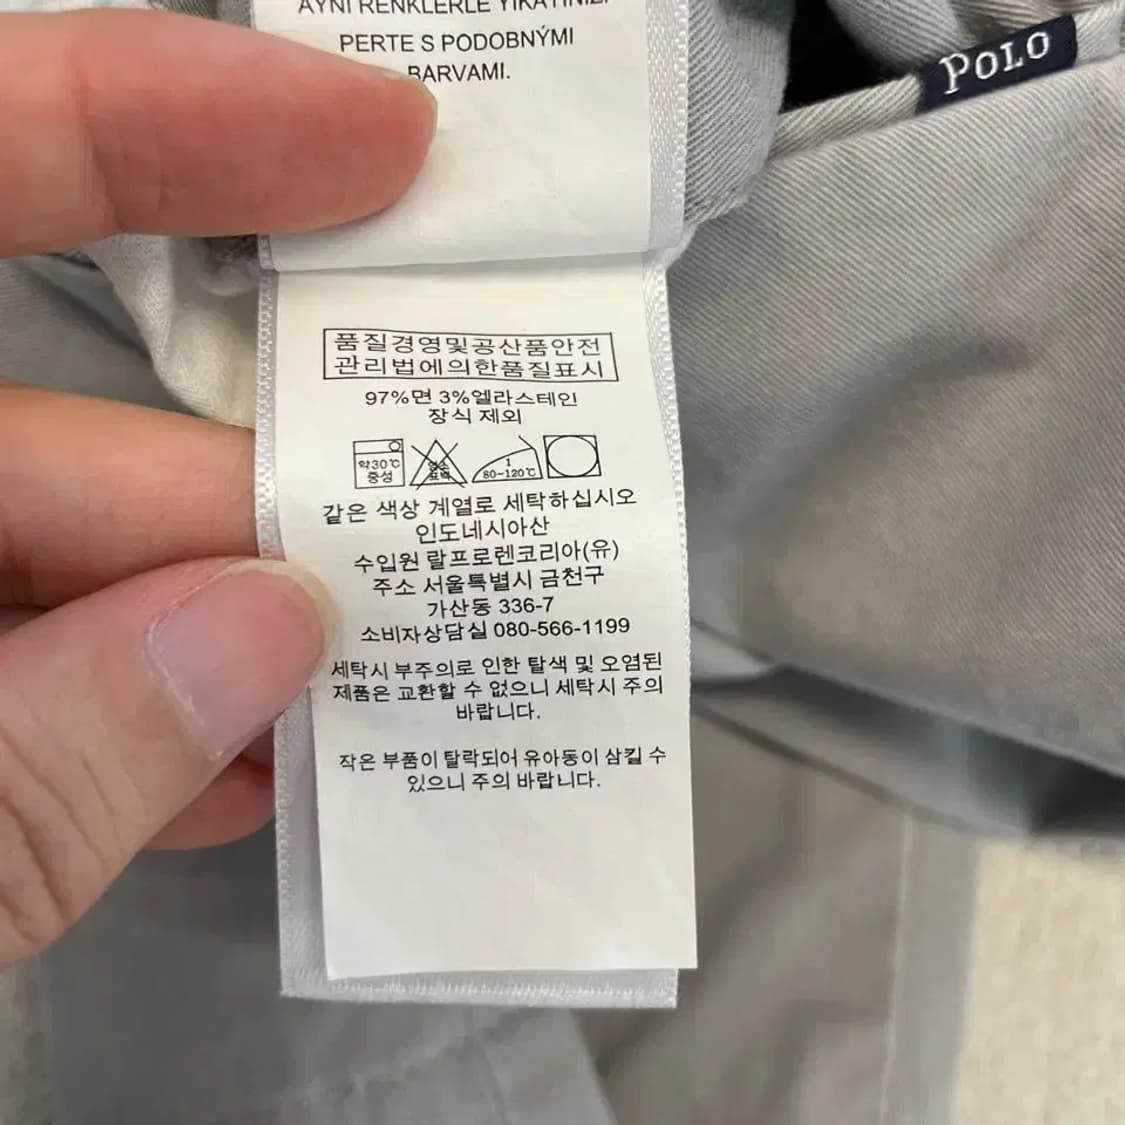 AYNI RENKLERLE YIKAYINIZ.
PERTE S PODOBNÝMI
BARVAMI.
POLO
품질경영및공산품안전
관리법에의한품질표시
97%면 3%엘라스테인
장식 제외
약30℃
중성
염소
표백
1
80~120℃
같은 색상 계열로 세탁하십시오
인도네시아산
수입원 랄프로렌코리아(유)
주소 서울특별시 금천구
가산동 336-7
소비자상담실 080-566-1199
세탁시 부주의로 인한 탈색 및 오염된
제품은 교환할 수 없으니 세탁시 주의
바랍니다.
작은 부품이 탈락되어 유아동이 삼킬 수
있으니 주의 바랍니다.